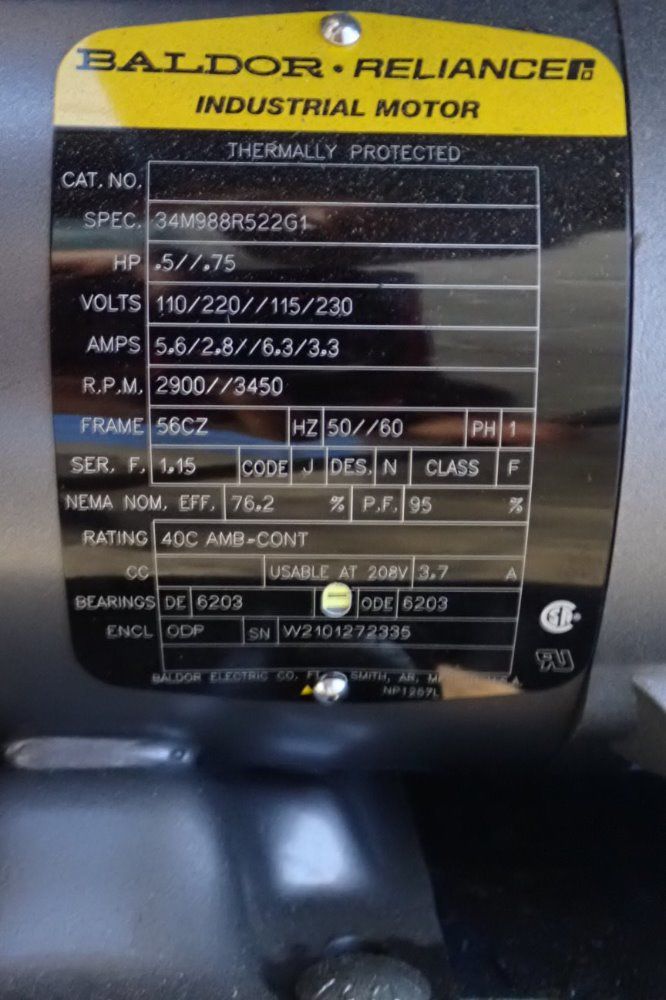 BALDOR · RELIANCE
INDUSTRIAL MOTOR
THERMALLY PROTECTED
CAT. NO.
SPEC. 34M988R522G1
HP .5//.75
VOLTS 110/220//115/230
AMPS 5.6/2.8//6.3/3.3
R.P.M. 2900//3450
FRAME 56CZ HZ 50//60 PH 1
SER. F. 1.15 CODE J DES. N CLASS F
NEMA NOM. EFF. 76.2 % P.F. 95 %
RATING 40C AMB-CONT
CC USABLE AT 208V 3.7 A
BEARINGS DE 6203 ODE 6203
ENCL ODP SN W2101272335
BALDOR ELECTRIC CO. FT. SMITH, AR.
NP1257L